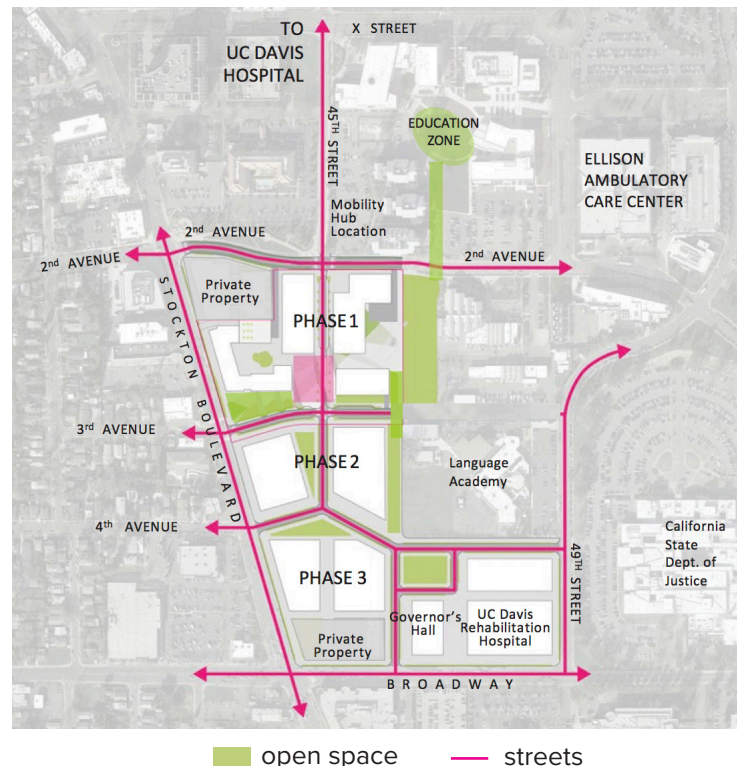 TO
UC DAVIS
HOSPITAL
X STREET
45TH STREET
EDUCATION
ZONE
ELLISON
AMBULATORY
CARE CENTER
Mobility
Hub
Location
2nd AVENUE
2nd AVENUE
2nd AVENUE
Private
Property
STOCKTON BOULEVARD
PHASE 1
3rd AVENUE
PHASE 2
Language
Academy
4th AVENUE
California
State
Dept. of
Justice
49TH STREET
PHASE 3
Governor's
Hall
UC Davis
Rehabilitation
Hospital
Private
Property
BROADWAY
open space
streets